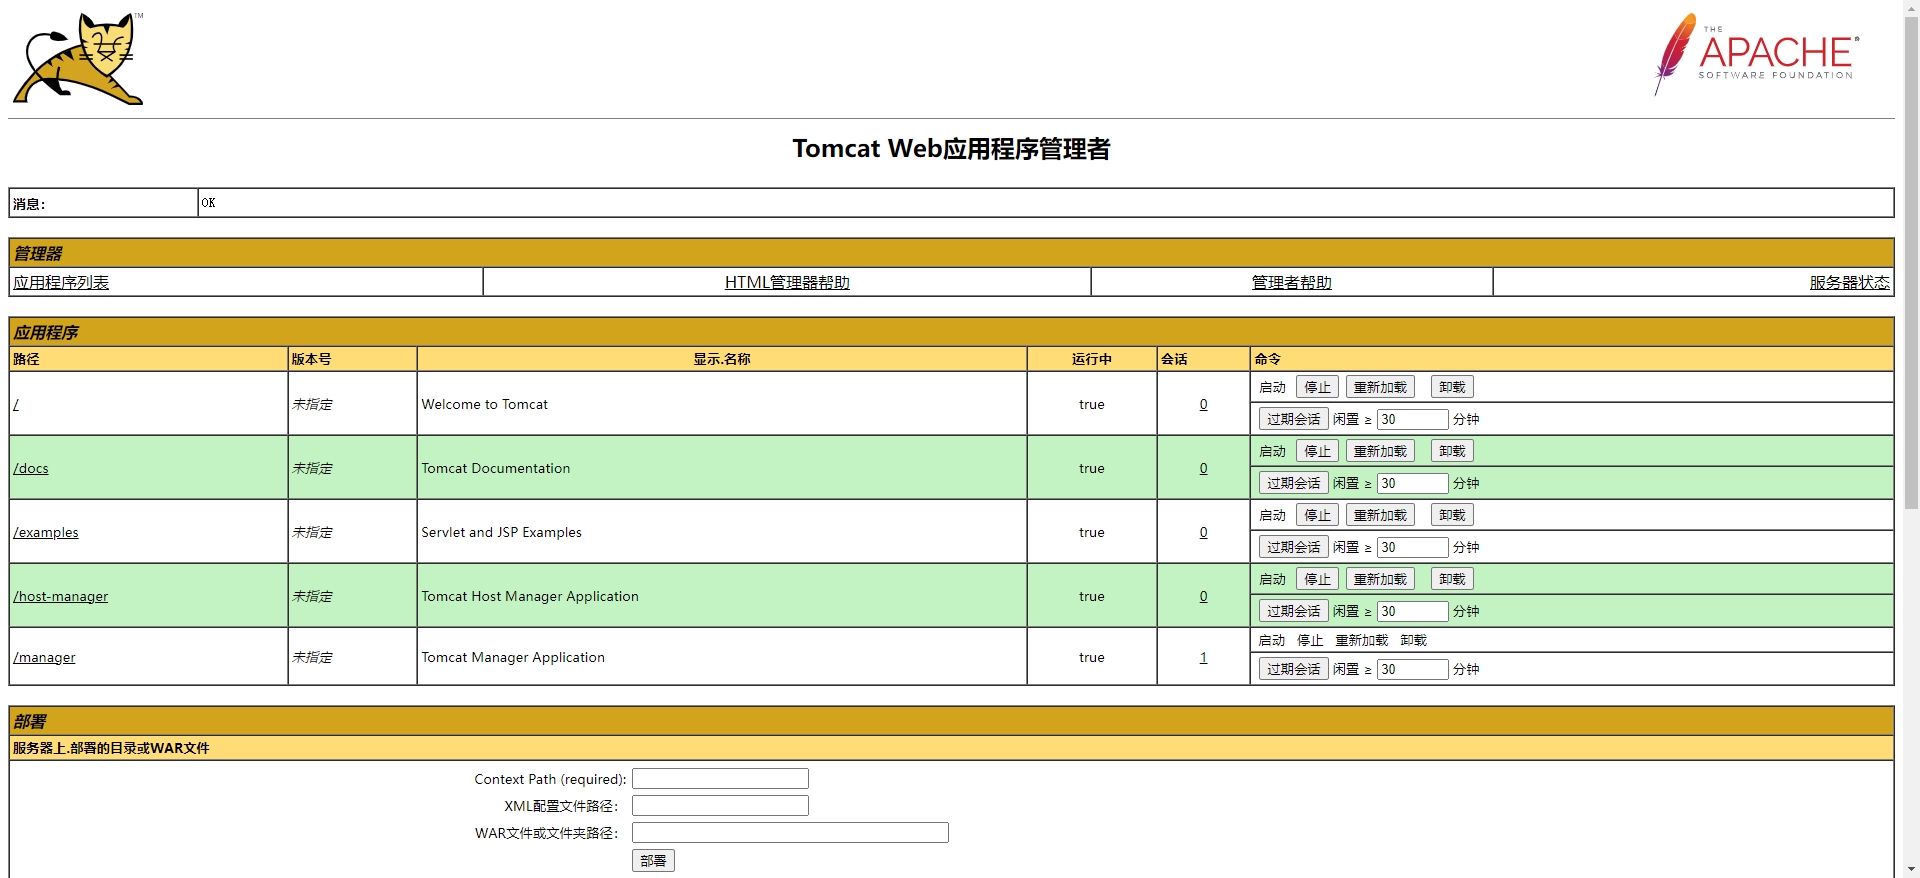 TM
THE
APACHE®
SOFTWARE FOUNDATION
Tomcat Web应用程序管理者
消息: OK
管理器
应用程序列表 HTML管理器帮助 管理者帮助 服务器状态
应用程序
路径 版本号 显示.名称 运行中 会话 命令
/ 未指定 Welcome to Tomcat true 0 启动 停止 重新加载 卸载
过期会话 闲置 ≥ 30 分钟
/docs 未指定 Tomcat Documentation true 0 启动 停止 重新加载 卸载
过期会话 闲置 ≥ 30 分钟
/examples 未指定 Servlet and JSP Examples true 0 启动 停止 重新加载 卸载
过期会话 闲置 ≥ 30 分钟
/host-manager 未指定 Tomcat Host Manager Application true 0 启动 停止 重新加载 卸载
过期会话 闲置 ≥ 30 分钟
/manager 未指定 Tomcat Manager Application true 1 启动 停止 重新加载 卸载
过期会话 闲置 ≥ 30 分钟
部署
服务器上.部署的目录或WAR文件
Context Path (required):
XML配置文件路径:
WAR文件或文件夹路径:
部署